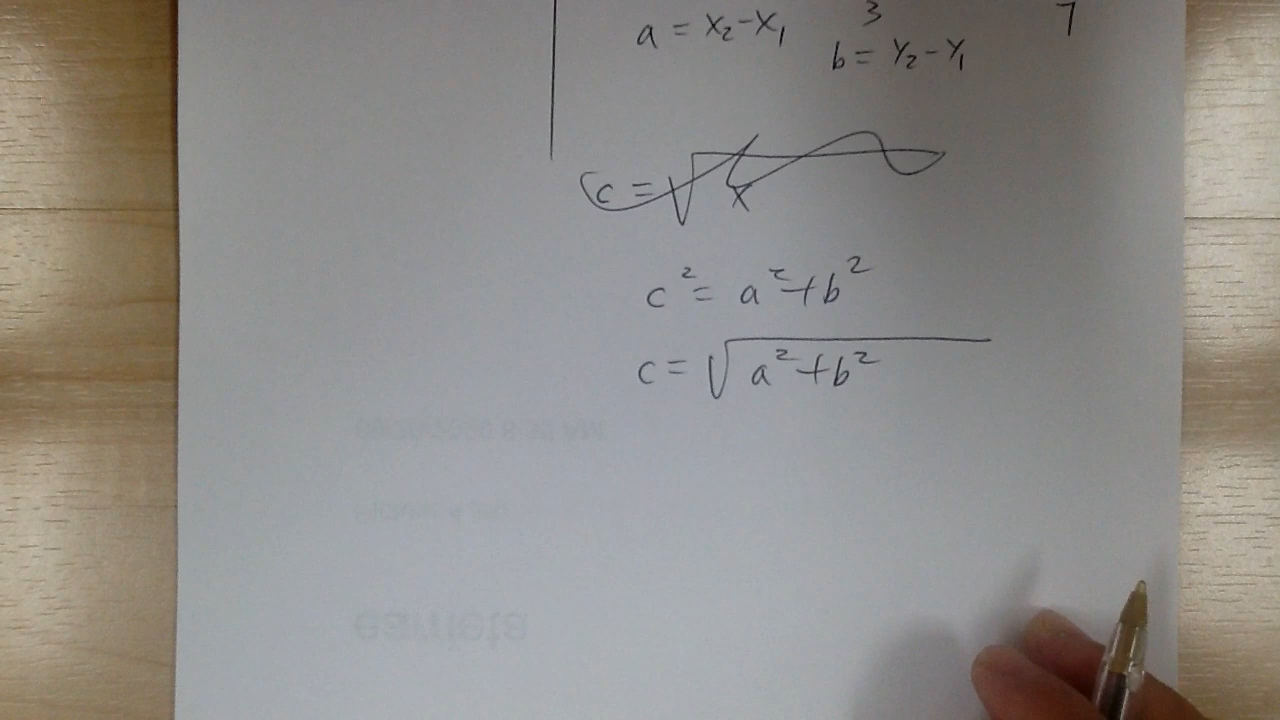 a = x₂-x₁ 3 7
b = y₂-y₁
c = √ x
c² = a²+b²
c = √a²+b²